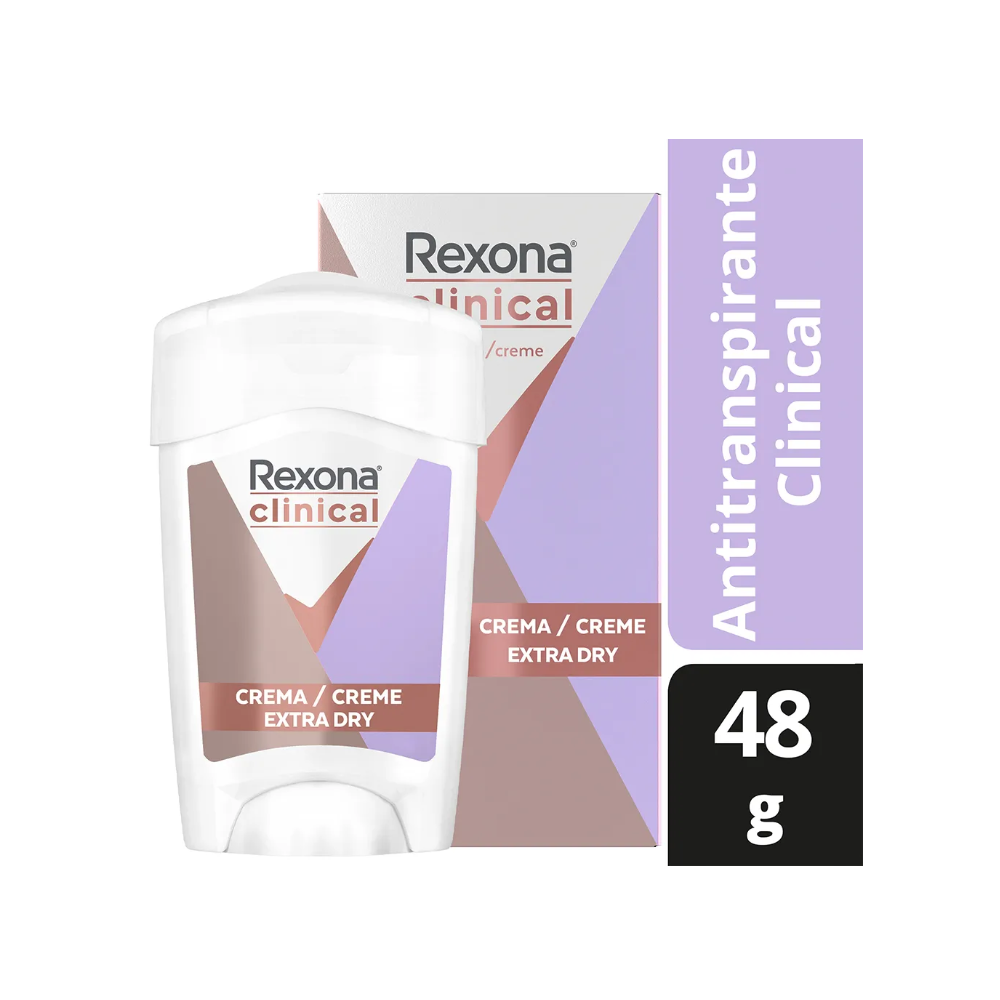 Rexona®
clinical
/creme
CREMA / CREME
EXTRA DRY
Rexona®
clinical
CREMA / CREME
EXTRA DRY
Antitranspirante
Clinical
48
g